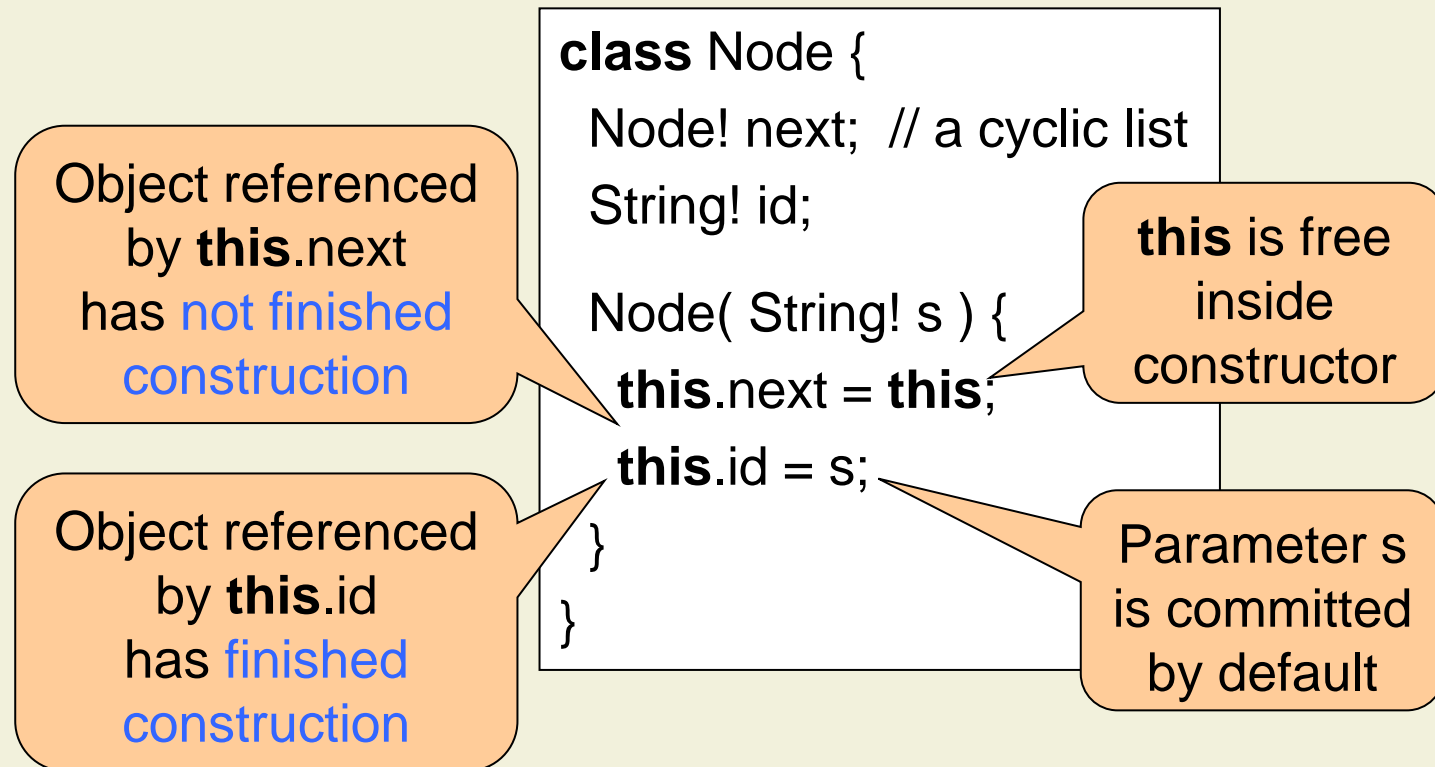 class Node {
Node! next; // a cyclic list
String! id;
Node( String! s ) {
this.next = this;
this.id = s;
}
}
Object referenced
by this.next
has not finished
construction
this is free
inside
constructor
Object referenced
by this.id
has finished
construction
Parameter s
is committed
by default